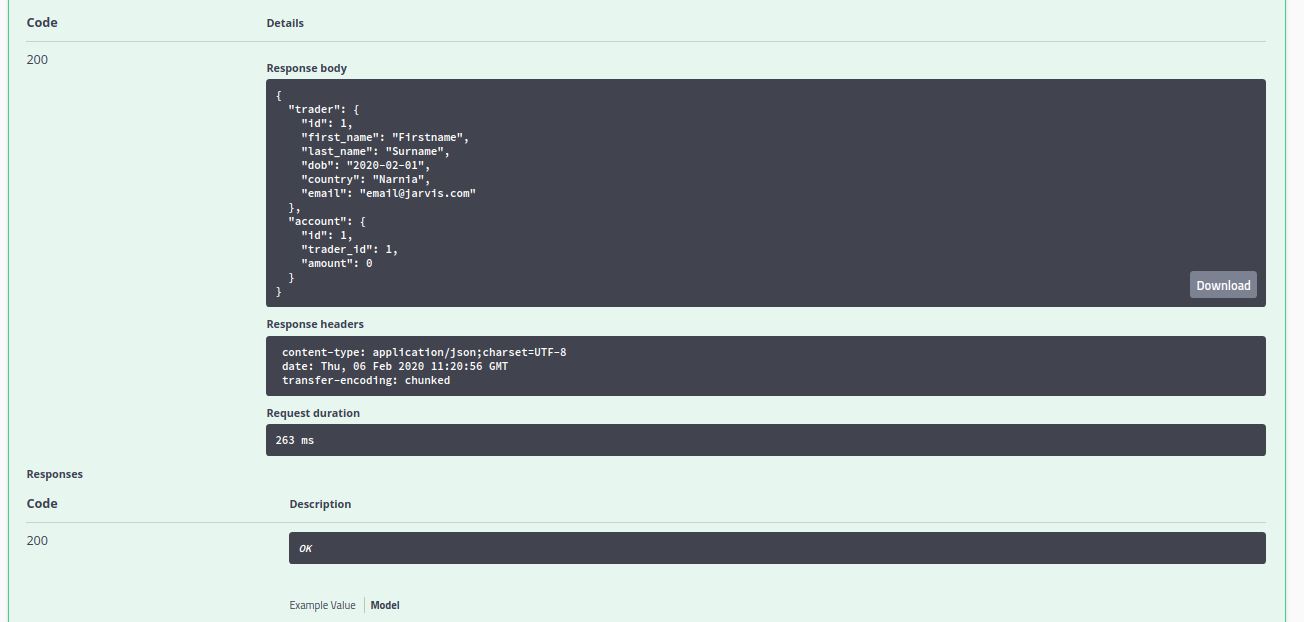 Code Details
200
Response body
{
  "trader": {
    "id": 1,
    "first_name": "Firstname",
    "last_name": "Surname",
    "dob": "2020-02-01",
    "country": "Narnia",
    "email": "email@jarvis.com"
  },
  "account": {
    "id": 1,
    "trader_id": 1,
    "amount": 0
  }
}
Download
Response headers
content-type: application/json;charset=UTF-8
date: Thu, 06 Feb 2020 11:20:56 GMT
transfer-encoding: chunked
Request duration
263 ms
Responses
Code Description
200
OK
Example Value Model